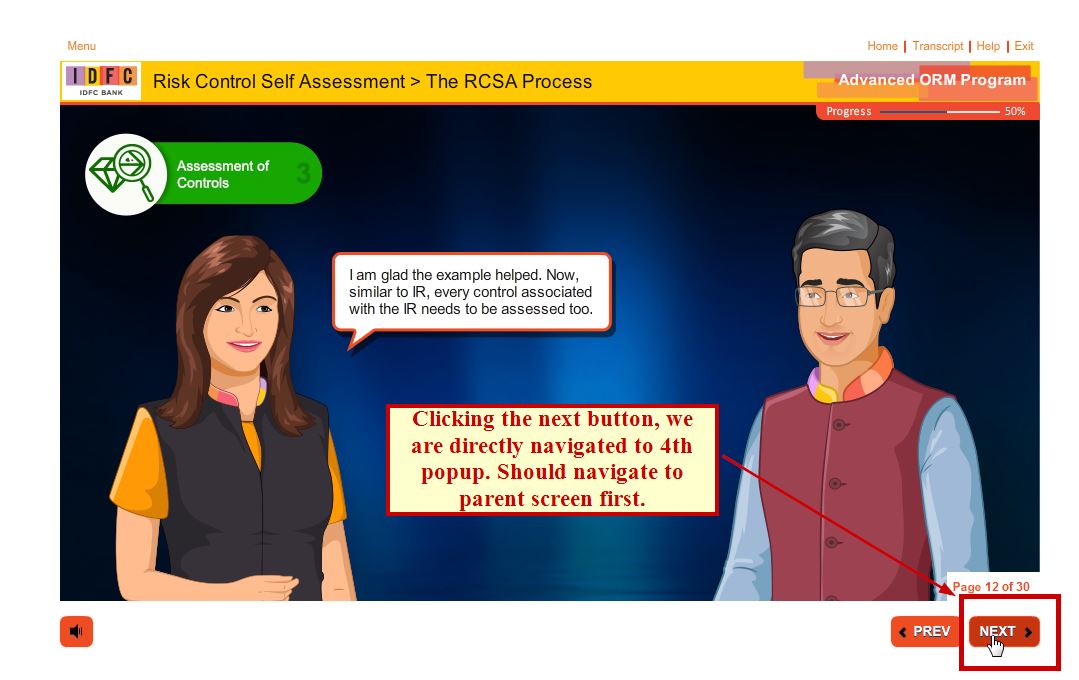 Menu
Home | Transcript | Help | Exit
IDFC
IDFC BANK
Risk Control Self Assessment > The RCSA Process
Advanced ORM Program
Progress 50%
Assessment of
Controls
3
I am glad the example helped. Now,
similar to IR, every control associated
with the IR needs to be assessed too.
Clicking the next button, we
are directly navigated to 4th
popup. Should navigate to
parent screen first.
Page 12 of 30
PREV
NEXT